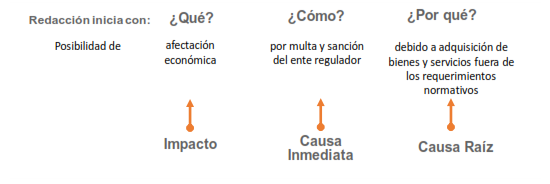 Redacción inicia con: ¿Qué? ¿Cómo? ¿Por qué?
Posibilidad de
afectación
económica
por multa y sanción
del ente regulador
debido a adquisición de
bienes y servicios fuera de
los requerimientos
normativos
Impacto
Causa
Inmediata
Causa Raíz